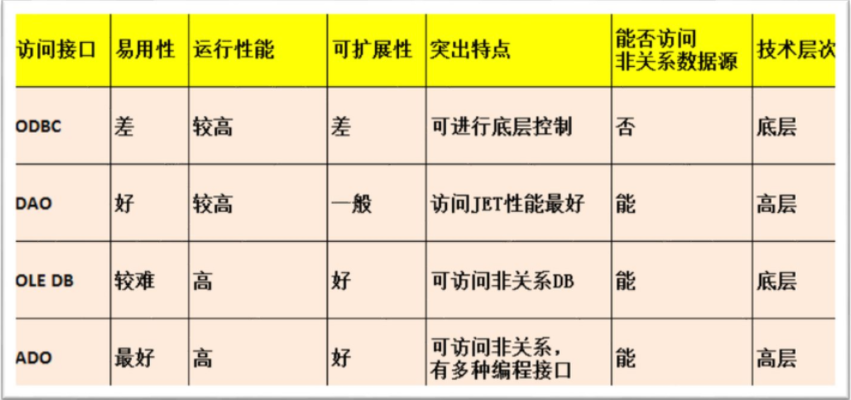 访问接口 易用性 运行性能 可扩展性 突出特点 能否访问
非关系数据源 技术层次
ODBC 差 较高 差 可进行底层控制 否 底层
DAO 好 较高 一般 访问JET性能最好 能 高层
OLE DB 较难 高 好 可访问非关系DB 能 底层
ADO 最好 高 好 可访问非关系，
有多种编程接口 能 高层